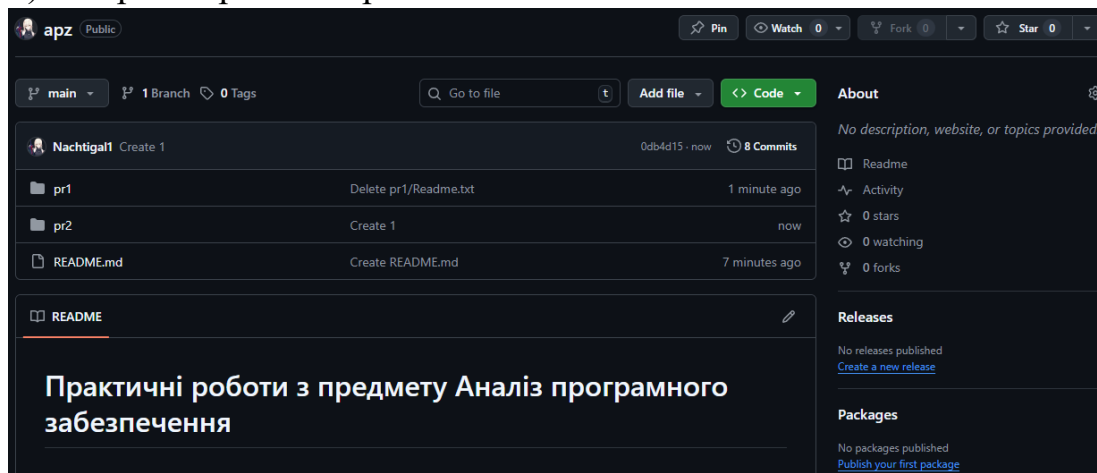 apz Public Pin Watch 0 Fork 0 Star 0
main 1 Branch 0 Tags Go to file t Add file <> Code About
No description, website, or topics provided
Nachtigal1 Create 1 0db4d15 · now 8 Commits
Readme
pr1 Delete pr1/Readme.txt 1 minute ago
Activity
pr2 Create 1 now
0 stars
0 watching
README.md Create README.md 7 minutes ago
0 forks
README
Releases
No releases published
Create a new release
Практичні роботи з предмету Аналіз програмного
забезпечення
Packages
No packages published
Publish your first package